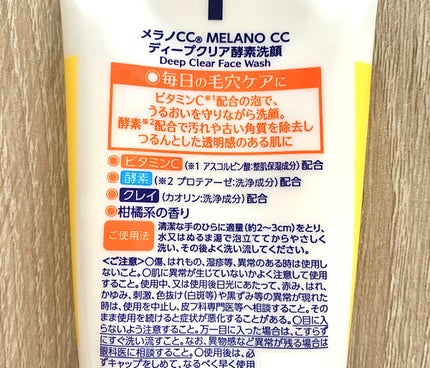 メラノCC® MELANO CC
ディープクリア酵素洗顔
Deep Clear Face Wash
●毎日の毛穴ケアに
ビタミンC※1配合の泡で、
うるおいを守りながら洗顔。
酵素※2配合で汚れや古い角質を除去し
つるんとした透明感のある肌に
●ビタミンC(※1 アスコルビン酸:整肌保湿成分)配合
●酵素(※2 プロテアーゼ:洗浄成分)配合
●クレイ(カオリン:洗浄成分)配合
●柑橘系の香り
ご使用法 清潔な手のひらに適量(約2〜3cm)をとり、
水又はぬるま湯で泡立ててからやさしく
洗い、その後よく洗い流してください。
<ご注意>○傷、はれもの、湿疹等、異常のある時は使用し
ないこと。○肌に異常が生じていないかよく注意して使用
すること。使用中、又は使用後日光にあたって、赤み、はれ、
かゆみ、刺激、色抜け(白斑等)や黒ずみ等の異常が現れた
時は、使用を中止し、皮フ科専門医等へ相談すること。その
まま使用を続けると症状が悪化することがある。○目に入
らないよう注意すること。万一目に入った場合は、こすらず
にすぐ洗い流すこと。なお、異物感など異常が残る場合は
眼科医に相談すること。○使用後は、必
ずキャップをしめて、なるべく早く使用